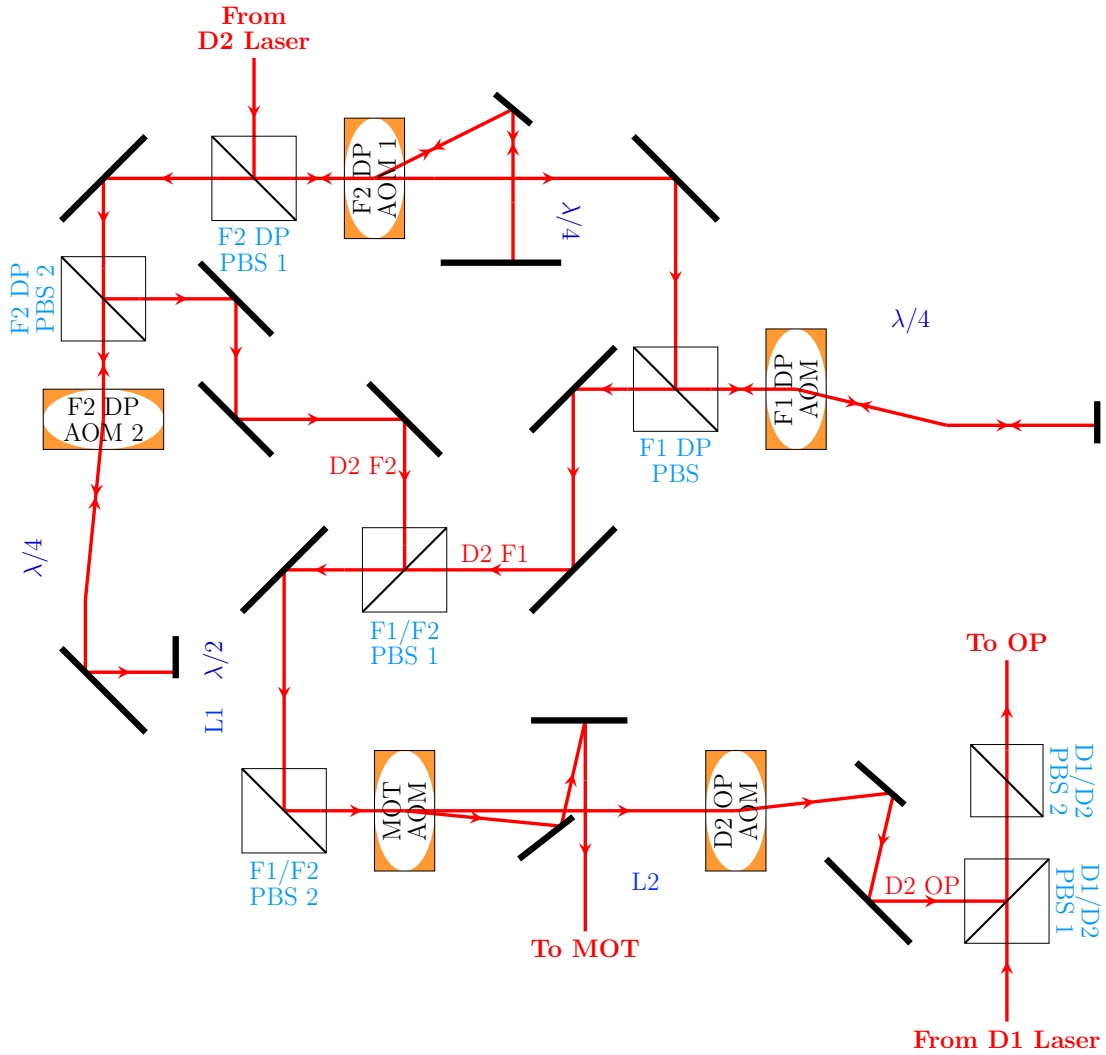 From
D2 Laser
F2 DP
AOM 1
F2 DP
PBS 1
λ/4
F2 DP
PBS 2
λ/4
F2 DP
AOM 2
F1 DP
AOM
F1 DP
PBS
D2 F2
D2 F1
λ/4
F1/F2
PBS 1
λ/2
L1
To OP
D1/D2
PBS 2
MOT
AOM
D2 OP
AOM
F1/F2
PBS 2
L2
D2 OP
D1/D2
PBS 1
To MOT
From D1 Laser